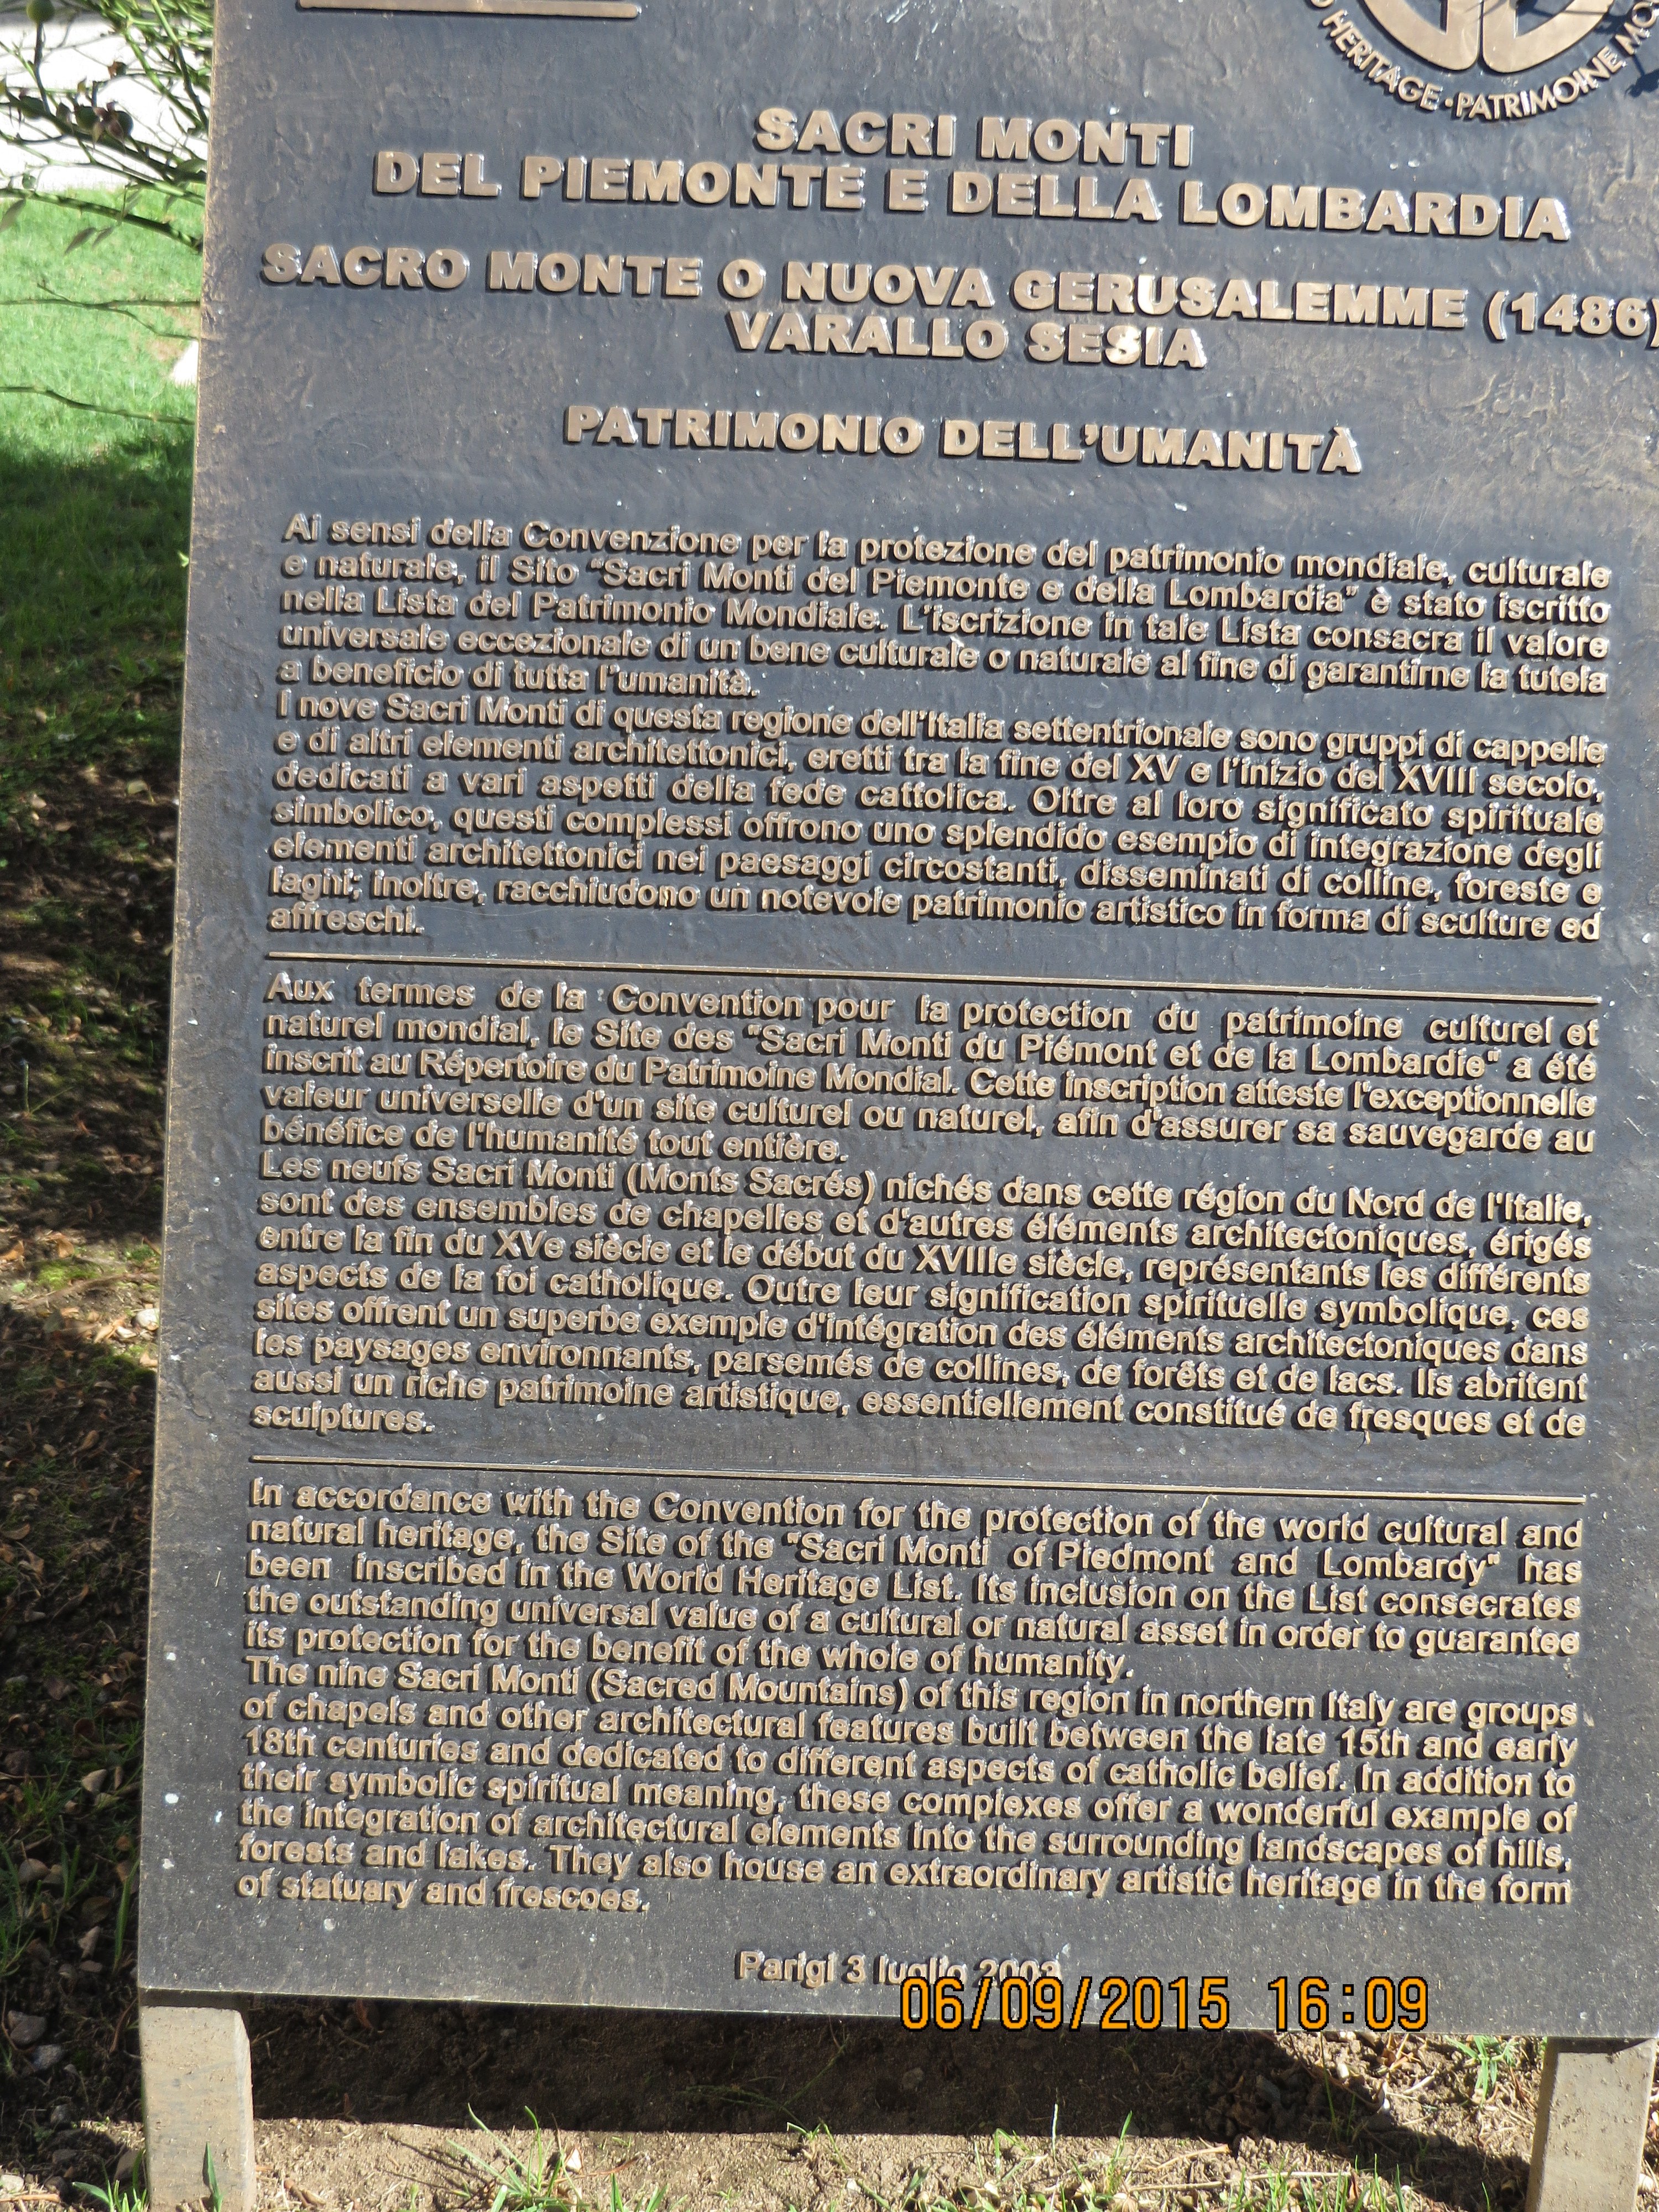 HERITAGE • PATRIMOINE
SACRI MONTI
DEL PIEMONTE E DELLA LOMBARDIA
SACRO MONTE O NUOVA GERUSALEMME (1486)
VARALLO SESIA
PATRIMONIO DELL'UMANITÀ
Ai sensi della Convenzione per la protezione del patrimonio mondiale, culturale
e naturale, il Sito "Sacri Monti del Piemonte e della Lombardia" è stato iscritto
nella Lista del Patrimonio Mondiale. L'iscrizione in tale Lista consacra il valore
universale eccezionale di un bene culturale o naturale al fine di garantirne la tutela
a beneficio di tutta l'umanità.
I nove Sacri Monti di questa regione dell'Italia settentrionale sono gruppi di cappelle
e di altri elementi architettonici, eretti tra la fine del XV e l'inizio del XVIII secolo,
dedicati a vari aspetti della fede cattolica. Oltre al loro significato spirituale
simbolico, questi complessi offrono uno splendido esempio di integrazione degli
elementi architettonici nei paesaggi circostanti, disseminati di colline, foreste e
laghi; inoltre, racchiudono un notevole patrimonio artistico in forma di sculture ed
affreschi.
Aux termes de la Convention pour la protection du patrimoine culturel et
naturel mondial, le Site des "Sacri Monti du Piémont et de la Lombardie" a été
inscrit au Répertoire du Patrimoine Mondial. Cette inscription atteste l'exceptionnelle
valeur universelle d'un site culturel ou naturel, afin d'assurer sa sauvegarde au
bénéfice de l'humanité tout entière.
Les neufs Sacri Monti (Monts Sacrés) nichés dans cette région du Nord de l'Italie,
sont des ensembles de chapelles et d'autres éléments architectoniques, érigés
entre la fin du XVe siècle et le début du XVIIIe siècle, représentants les différents
aspects de la foi catholique. Outre leur signification spirituelle symbolique, ces
sites offrent un superbe exemple d'intégration des éléments architectoniques dans
les paysages environnants, parsemés de collines, de forêts et de lacs. Ils abritent
aussi un riche patrimoine artistique, essentiellement constitué de fresques et de
sculptures.
In accordance with the Convention for the protection of the world cultural and
natural heritage, the Site of the "Sacri Monti of Piedmont and Lombardy" has
been inscribed in the World Heritage List. Its inclusion on the List consecrates
the outstanding universal value of a cultural or natural asset in order to guarantee
its protection for the benefit of the whole of humanity.
The nine Sacri Monti (Sacred Mountains) of this region in northern Italy are groups
of chapels and other architectural features built between the late 15th and early
18th centuries and dedicated to different aspects of catholic belief. In addition to
their symbolic spiritual meaning, these complexes offer a wonderful example of
the integration of architectural elements into the surrounding landscapes of hills,
forests and lakes. They also house an extraordinary artistic heritage in the form
of statuary and frescoes.
Parigi 3 luglio 2003
06/09/2015 16:09